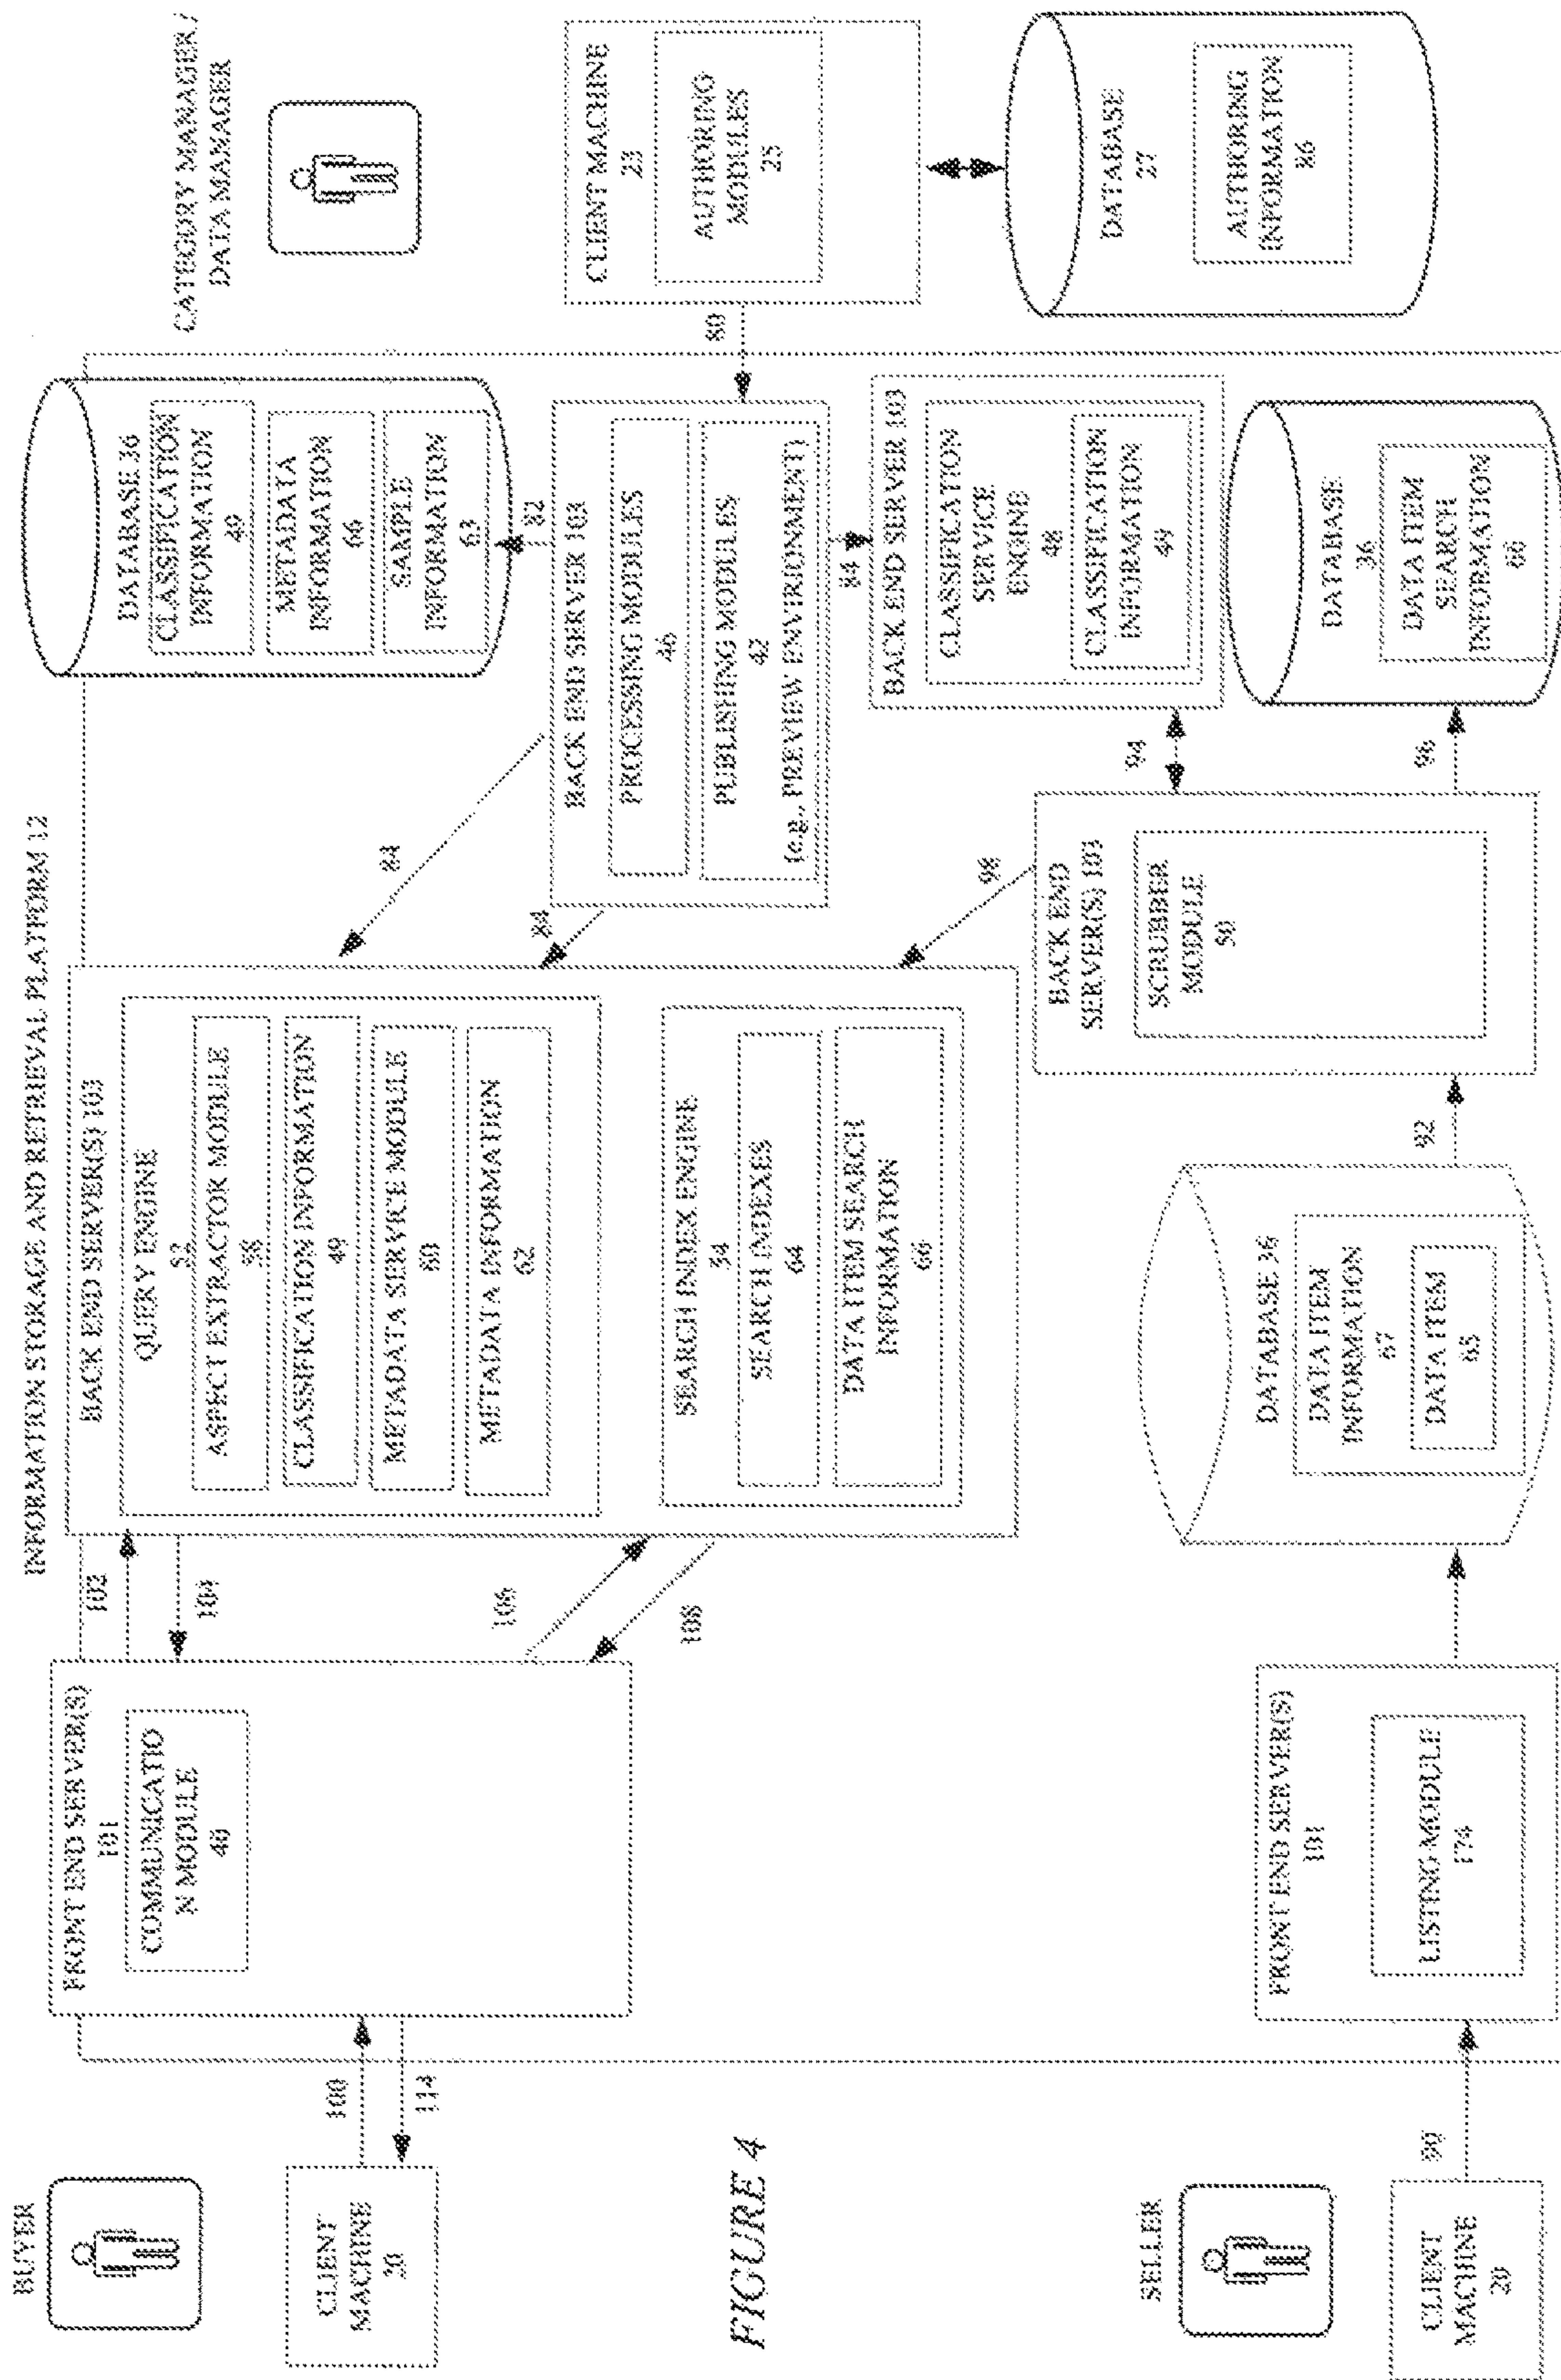 INFORMATION STORAGE AND RETRIEVAL PLATFORM 12
BUYER
CLIENT
MACHINE
20
100
114
FRONT END SERVER(S)
101
COMMUNICATIO
N MODULE
40
102
104
106
108
BACK END SERVER(S) 103
QUERY ENGINE
52
ASPECT EXTRACTOR MODULE
58
CLASSIFICATION INFORMATION
49
METADATA SERVICE MODULE
60
METADATA INFORMATION
62
SEARCH INDEX ENGINE
54
SEARCH INDEXES
64
DATA ITEM SEARCH
INFORMATION
66
84
84
98
DATABASE 36
CLASSIFICATION
INFORMATION
49
METADATA
INFORMATION
SAMPLE
INFORMATION
63
82
BACK END SERVER 103
PROCESSING MODULES
46
PUBLISHING MODULES
42
(e.g., PREVIEW ENVIRIONMENT)
84
BACK END SERVER 103
CLASSIFICATION
SERVICE
ENGINE
48
CLASSIFICATION
INFORMATION
49
94
DATABASE
36
DATA ITEM
SEARCH
INFORMATION
96
BACK END
SERVER(S) 103
SCRUBBER
MODULE
50
92
DATABASE 36
DATA ITEM
INFORMATION
67
DATA ITEM
65
FRONT END SERVER(S)
101
LISTING MODULE
174
90
SELLER
CLIENT
MACHINE
20
CATEGORY MANAGER/
DATA MANAGER
CLIENT MACHINE
23
AUTHORING
MODULES
25
80
DATABASE
27
AUTHORING
INFORMATION
86
FIGURE 4